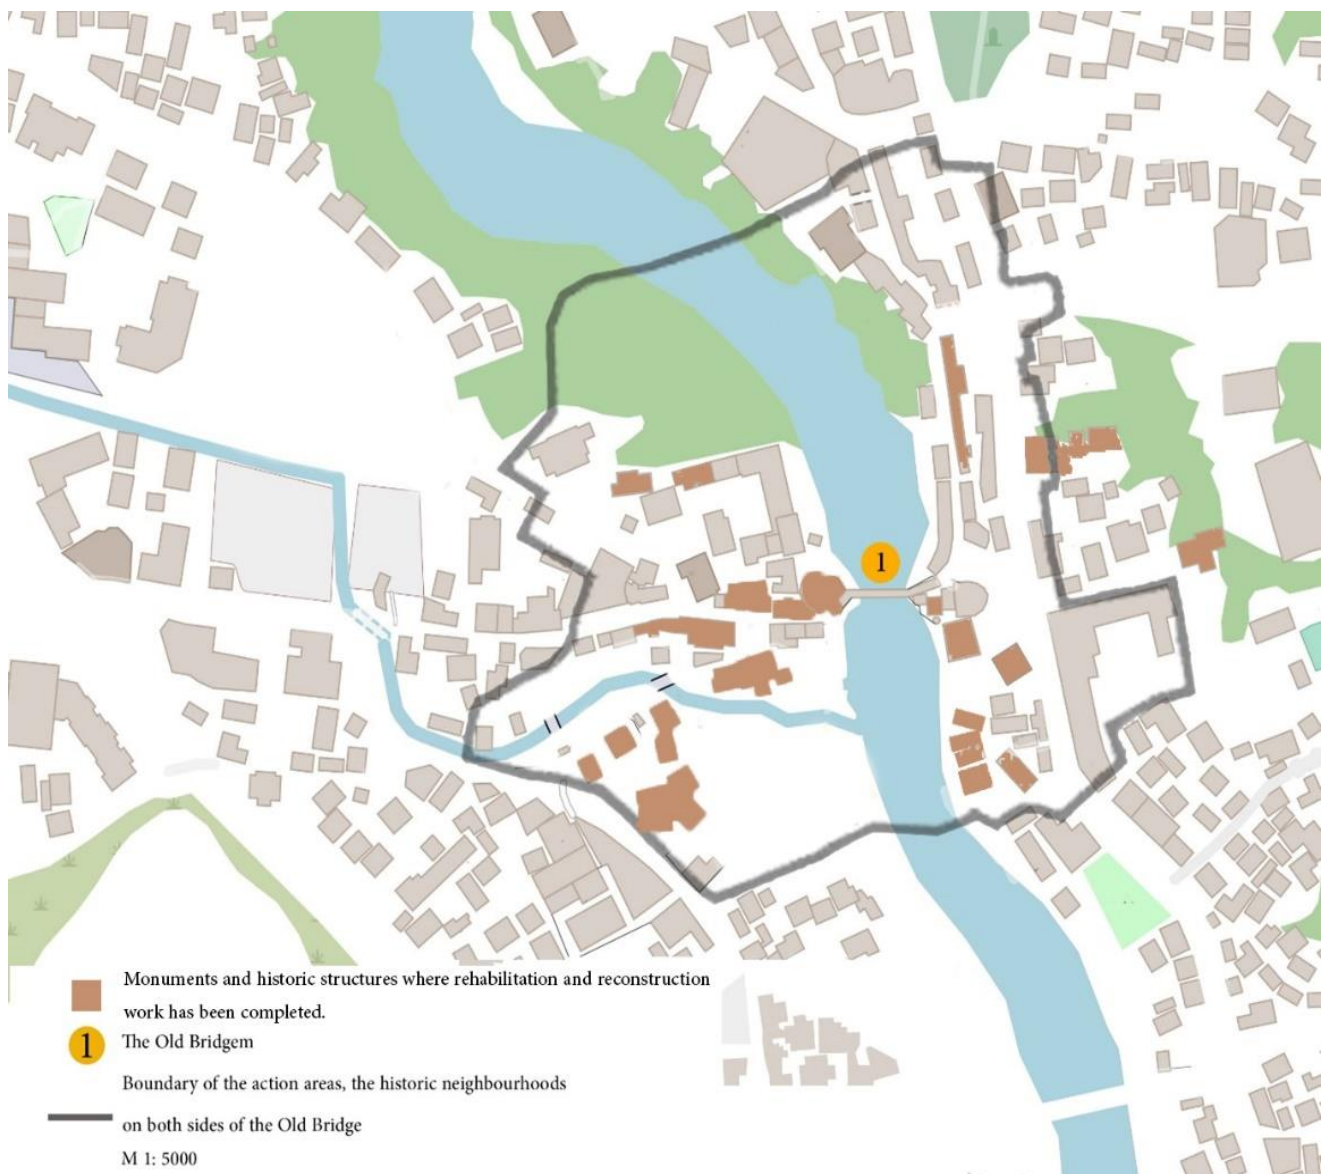 1
Monuments and historic structures where rehabilitation and reconstruction
work has been completed.
1
The Old Bridgem
Boundary of the action areas, the historic neighbourhoods
on both sides of the Old Bridge
M 1: 5000